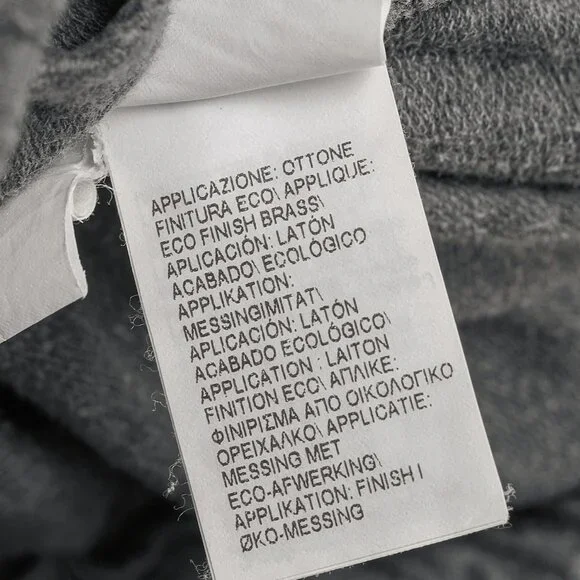 APPLICAZIONE: OTTONE
FINITURA ECO\ APPLIQUE:
ECO FINISH BRASS\
APLICACIÓN: LATÓN
ACABADO\ ECOLÓGICO
APPLIKATION:
MESSINGIMITAT\
APLICACIÓN: LATÓN
ACABADO ECOLÓGICO\
APPLICATION : LAITON
FINITION ECO\ ΑΠΛΙΚΕ:
ΦΙΝΙΡΙΣΜΑ ΑΠΟ ΟΙΚΟΛΟΓΙΚΟ
ΟΡΕΙΧΑΛΚΟ\ APPLICATIE:
MESSING MET
ECO-AFWERKING\
APPLIKATION: FINISH I
ØKO-MESSING